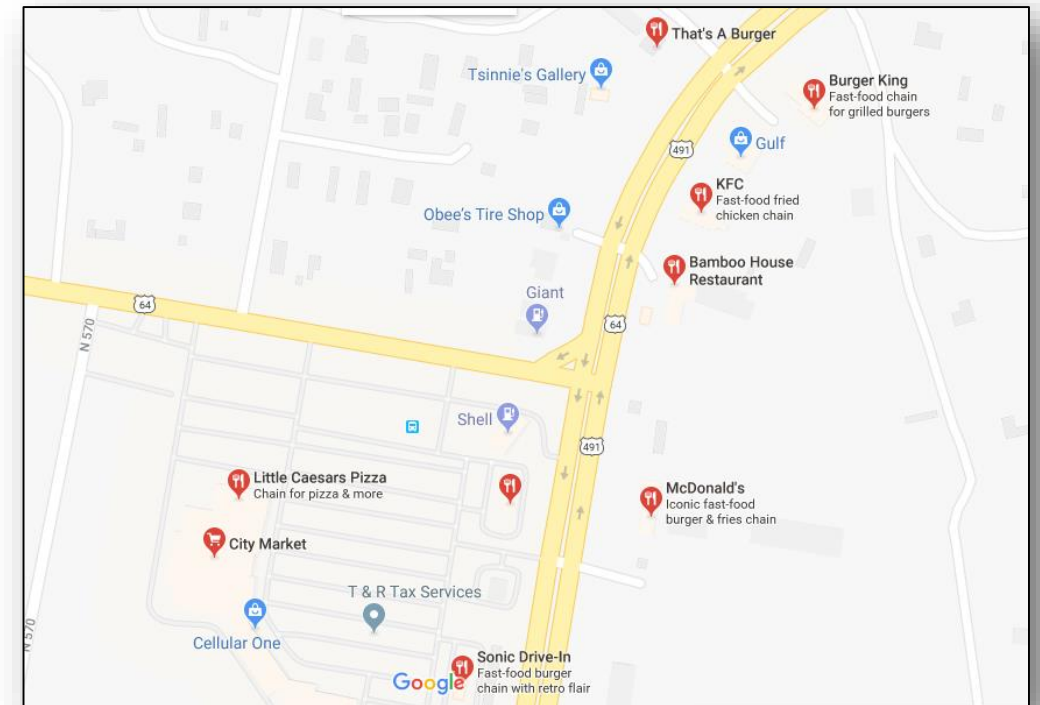 That's A Burger
Tsinnie's Gallery
Burger King
Fast-food chain
for grilled burgers
Gulf
491
KFC
Fast-food fried
chicken chain
Obee's Tire Shop
Bamboo House
Restaurant
Giant
64
64
N 570
Shell
491
Little Caesars Pizza
Chain for pizza & more
McDonald's
Iconic fast-food
burger & fries chain
City Market
T & R Tax Services
Cellular One
N 570
Sonic Drive-In
Fast-food burger
chain with retro flair
Google